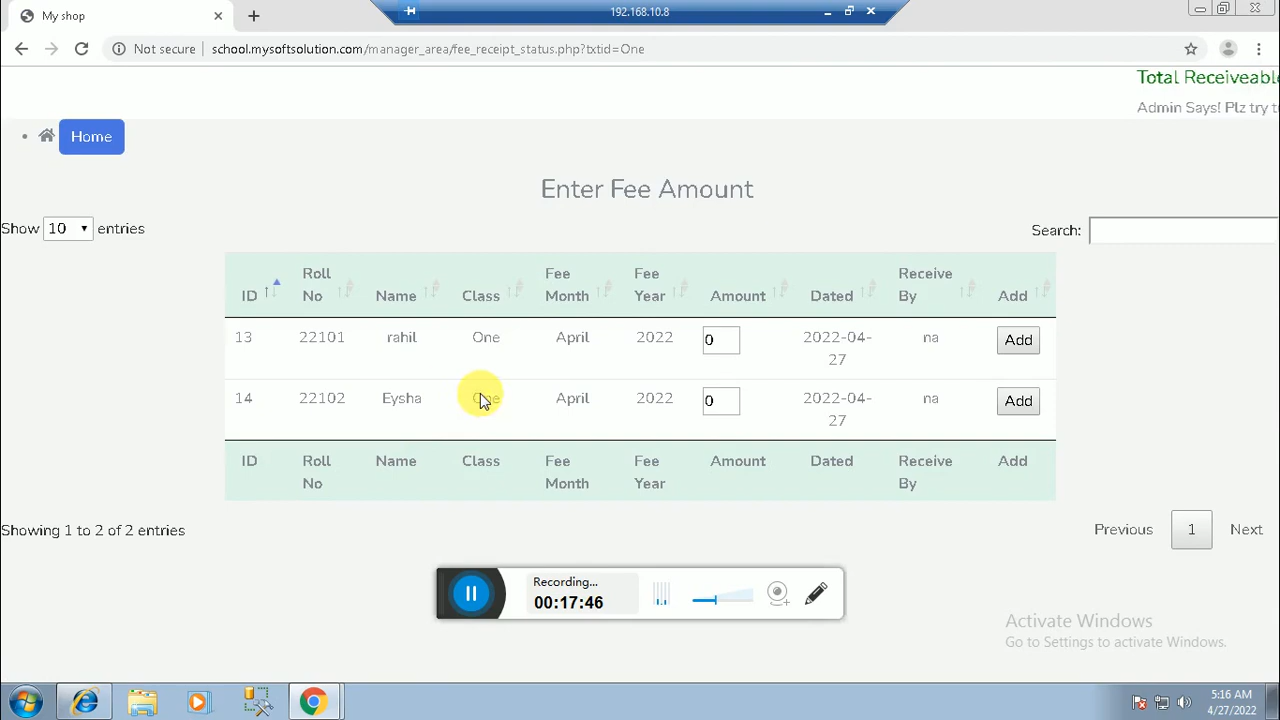 My shop
192.168.10.8
Not secure school.mysoftsolution.com/manager_area/fee_receipt_status.php?txtid=One
Total Receiveabl
Admin Says! Plz try t
Home
Enter Fee Amount
Show 10 entries
Search:
ID Roll No Name Class Fee Month Fee Year Amount Dated Receive By Add
13 22101 rahil One April 2022 0 2022-04-27 na Add
14 22102 Eysha One April 2022 0 2022-04-27 na Add
ID Roll No Name Class Fee Month Fee Year Amount Dated Receive By Add
Showing 1 to 2 of 2 entries
Previous 1 Next
Recording...
00:17:46
Activate Windows
Go to Settings to activate Windows.
5:16 AM
4/27/2022